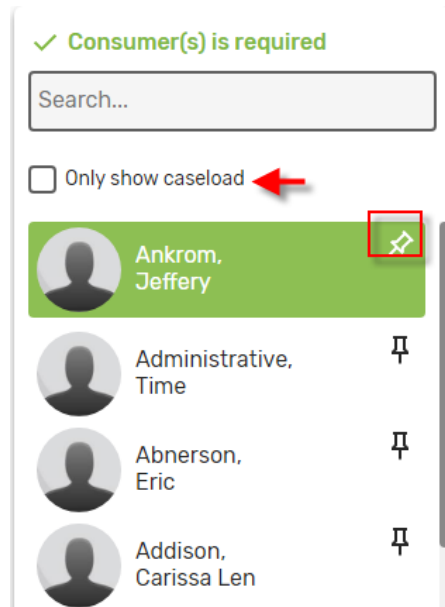 Consumer(s) is required
Search...
Only show caseload
Ankrom,
Jeffery
Administrative,
Time
Abnerson,
Eric
Addison,
Carissa Len